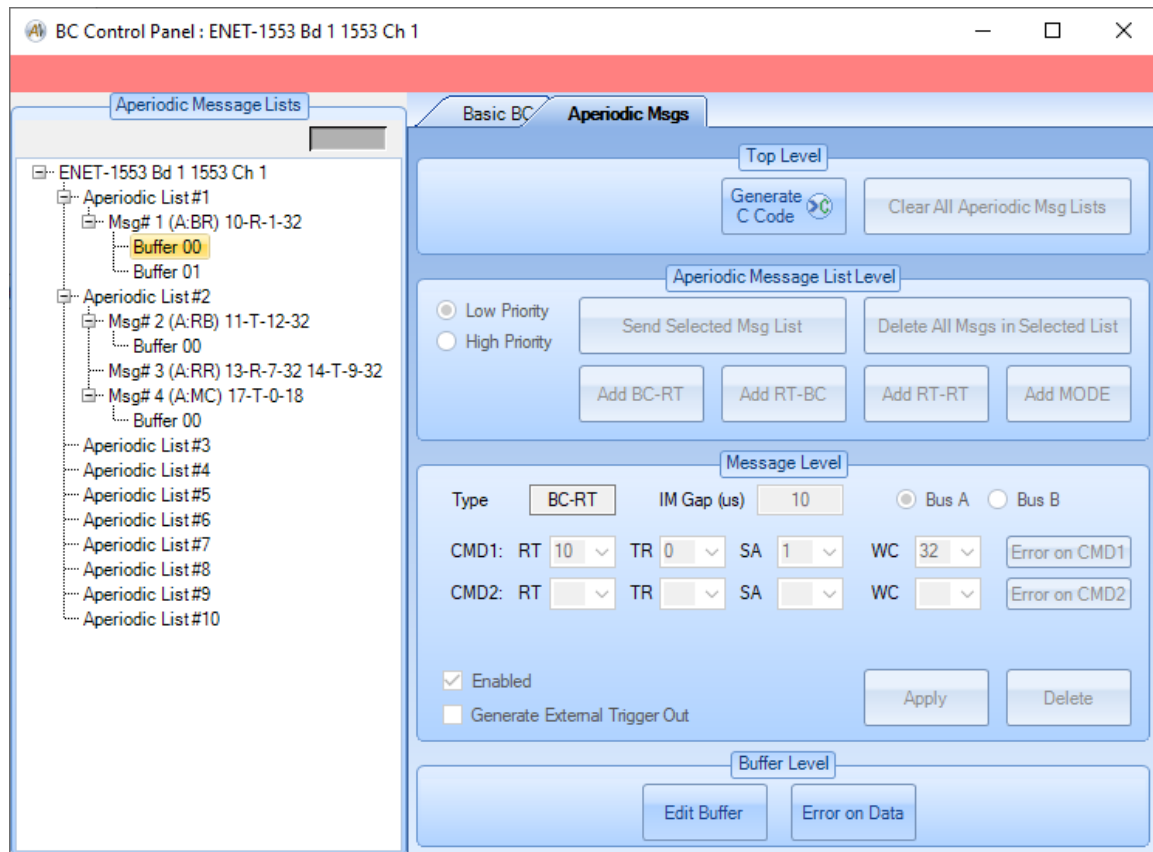 BC Control Panel : ENET-1553 Bd 1 1553 Ch 1
Aperiodic Message Lists
ENET-1553 Bd 1 1553 Ch 1
Aperiodic List#1
Msg# 1 (A:BR) 10-R-1-32
Buffer 00
Buffer 01
Aperiodic List#2
Msg# 2 (A:RB) 11-T-12-32
Buffer 00
Msg# 3 (A:RR) 13-R-7-32 14-T-9-32
Msg# 4 (A:MC) 17-T-0-18
Buffer 00
Aperiodic List#3
Aperiodic List#4
Aperiodic List#5
Aperiodic List#6
Aperiodic List#7
Aperiodic List#8
Aperiodic List#9
Aperiodic List#10
Basic BC Aperiodic Msgs
Top Level
Generate
C Code
Clear All Aperiodic Msg Lists
Aperiodic Message List Level
Low Priority
High Priority
Send Selected Msg List Delete All Msgs in Selected List
Add BC-RT Add RT-BC Add RT-RT Add MODE
Message Level
Type BC-RT IM Gap (us) 10 Bus A Bus B
CMD1: RT 10 TR 0 SA 1 WC 32 Error on CMD1
CMD2: RT TR SA WC Error on CMD2
Enabled
Generate External Trigger Out
Apply Delete
Buffer Level
Edit Buffer Error on Data